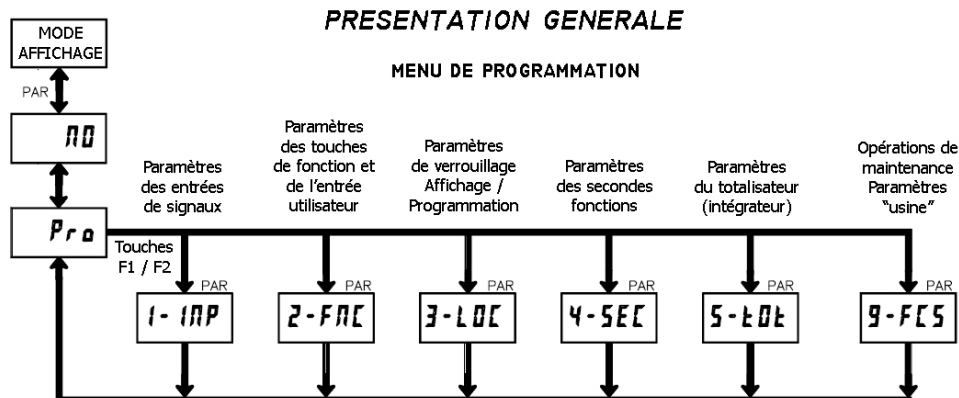 PRESENTATION GENERALE
MENU DE PROGRAMMATION
MODE
AFFICHAGE
PAR
NO
Pro
Touches
F1 / F2
Paramètres
des entrées
de signaux
PAR
1-INP
Paramètres
des touches
de fonction et
de l'entrée
utilisateur
PAR
2-FNC
Paramètres
de verrouillage
Affichage /
Programmation
PAR
3-LOC
Paramètres
des secondes
fonctions
PAR
4-SEC
Paramètres
du totalisateur
(intégrateur)
PAR
5-tOt
Opérations de
maintenance
Paramètres
"usine"
PAR
9-FCS